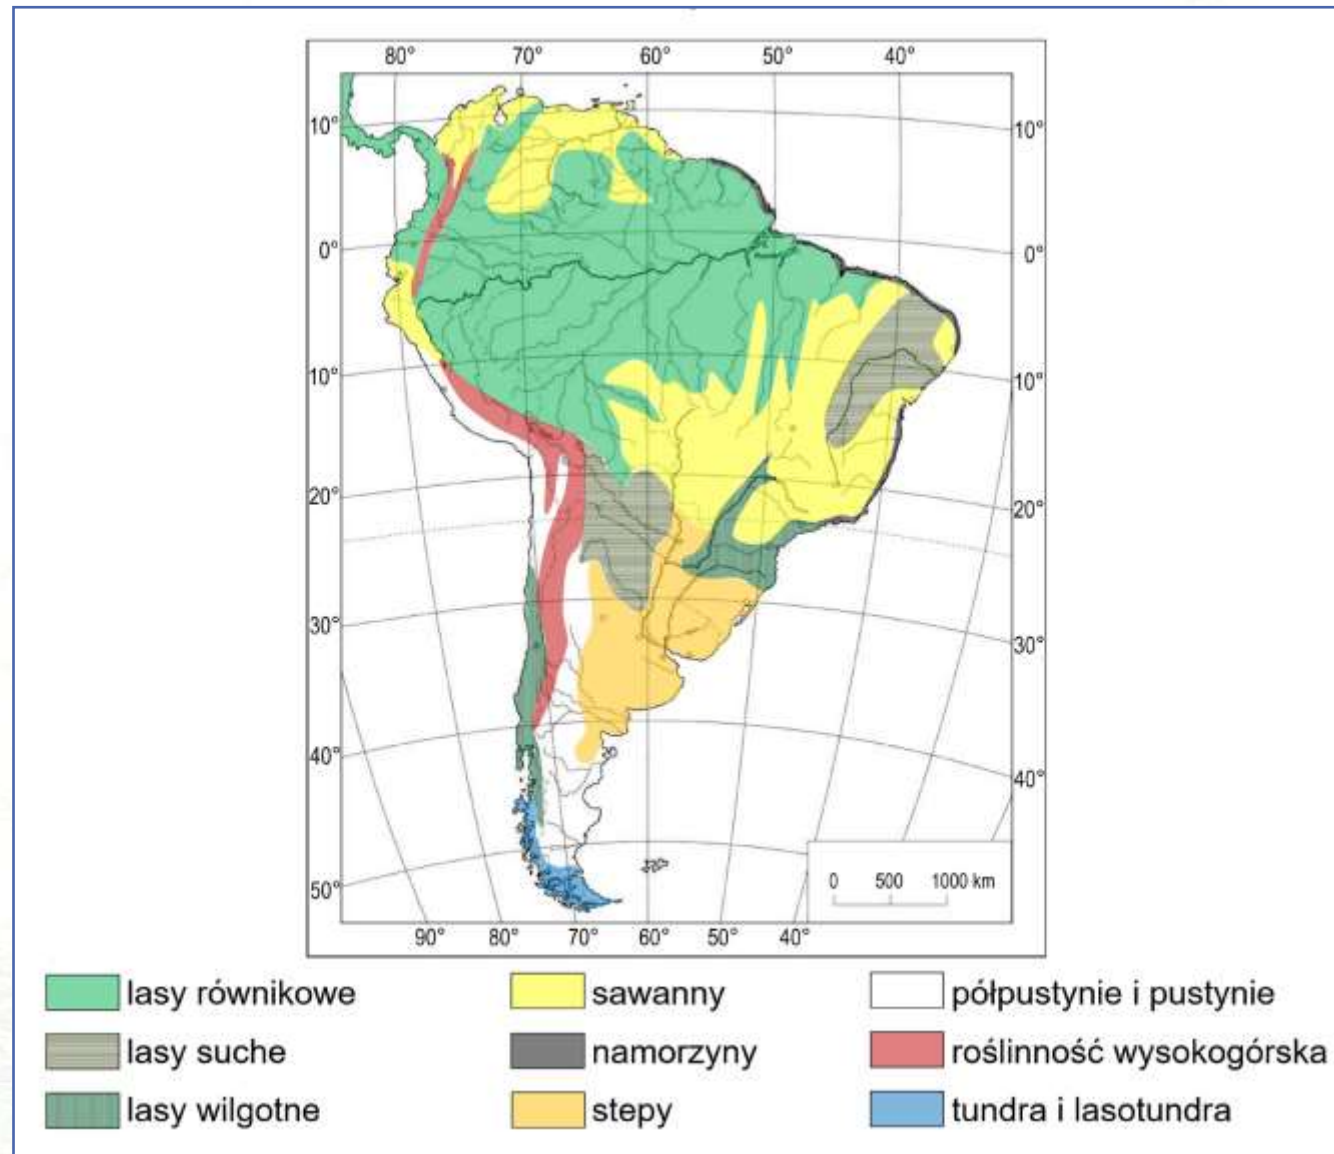 80° 70° 60° 50° 40°
10° 10°
0° 0°
10° 10°
20° 20°
30° 30°
40° 40°
50°
0 500 1000 km
90° 80° 70° 60° 50° 40°
lasy równikowe sawanny półpustynie i pustynie
lasy suche namorzyny roślinność wysokogórska
lasy wilgotne stepy tundra i lasotundra